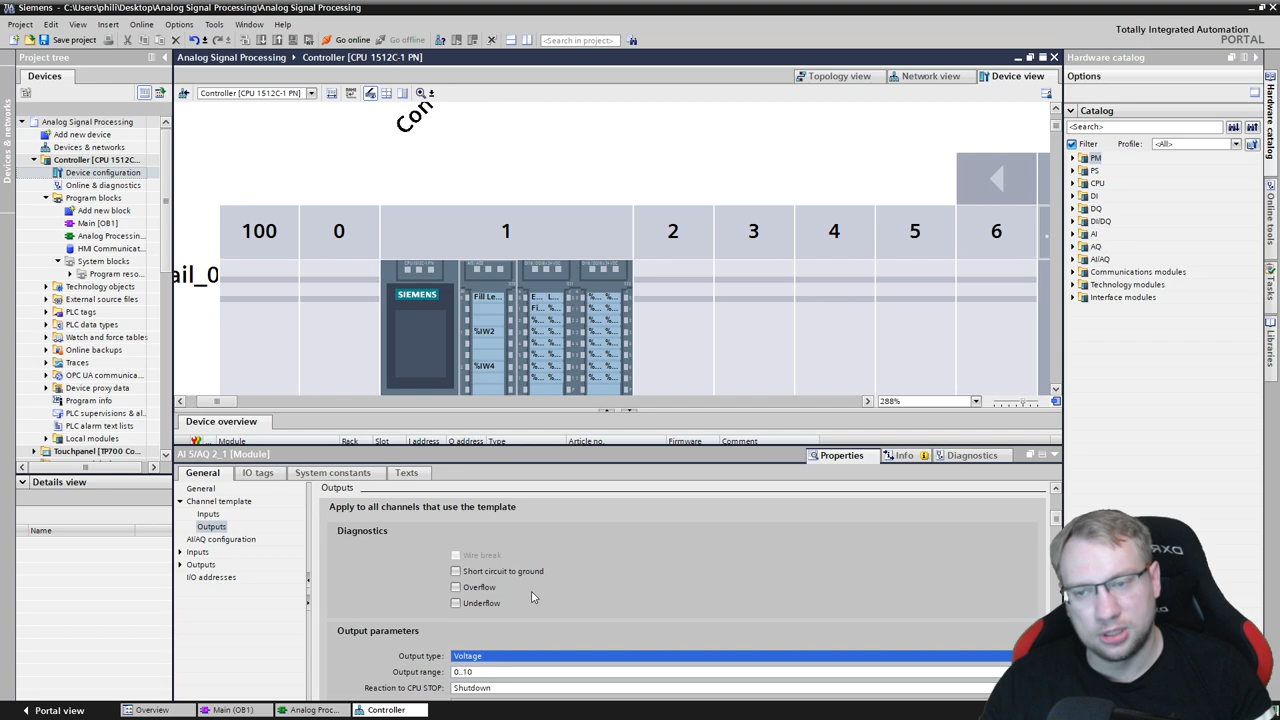 Siemens - C:\Users\phili\Desktop\Analog Signal Processing\Analog Signal Processing
Project Edit View Insert Online Options Tools Window Help
Totally Integrated Automation
PORTAL
Save project Go online Go offline <Search in project>
Project tree
Devices
Analog Signal Processing
Add new device
Devices & networks
Controller [CPU 1512C...
Device configuration
Online & diagnostics
Program blocks
Add new block
Main [OB1]
Analog Processin...
HMI Communicat...
System blocks
Program reso...
Technology objects
External source files
PLC tags
PLC data types
Watch and force tables
Online backups
Traces
OPC UA communica...
Device proxy data
Program info
PLC supervisions & al...
PLC alarm text lists
Local modules
Touchpanel [TP700 Co...
Details view
Name
Devices & networks
Analog Signal Processing Controller [CPU 1512C-1 PN]
Topology view Network view Device view
Controller [CPU 1512C-1 PN]
Con
100 0 1 2 3 4 5 6
ail_0
SIEMENS
Fill Le...
%IW2
%IW4
E... L...
Fi... %...
288%
Device overview
Module Rack Slot I address Q address Type Article no. Firmware Comment
AI 5/AQ 2_1 [Module]
Properties Info Diagnostics
General IO tags System constants Texts
General
Channel template
Inputs
Outputs
AI/AQ configuration
Inputs
Outputs
I/O addresses
Outputs
Apply to all channels that use the template
Diagnostics
Wire break
Short circuit to ground
Overflow
Underflow
Output parameters
Output type: Voltage
Output range: 0..10
Reaction to CPU STOP: Shutdown
Hardware catalog
Options
Catalog
<Search>
Filter Profile: <All>
PM
PS
CPU
DI
DQ
DI/DQ
AI
AQ
AI/AQ
Communications modules
Technology modules
Interface modules
Hardware catalog
Online tools
Tasks
Libraries
DXR
DXRACER
Portal view Overview Main (OB1) Analog Proc... Controller